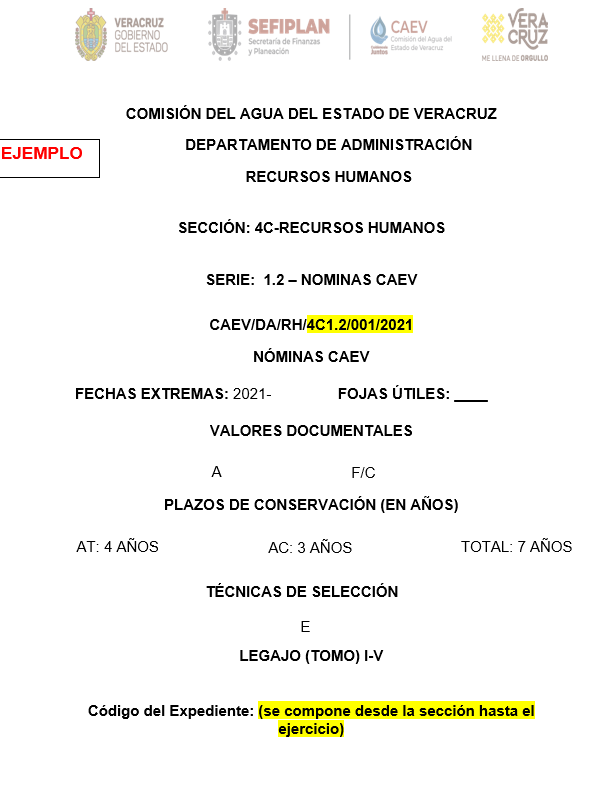 VERACRUZ
GOBIERNO
DEL ESTADO
SEFIPLAN
Secretaría de Finanzas
y Planeación
CAEV
Comisión del Agua del
Estado de Veracruz
VERA
CRUZ
ME LLENA DE ORGULLO
COMISIÓN DEL AGUA DEL ESTADO DE VERACRUZ
EJEMPLO
DEPARTAMENTO DE ADMINISTRACIÓN
RECURSOS HUMANOS
SECCIÓN: 4C-RECURSOS HUMANOS
SERIE: 1.2 – NOMINAS CAEV
CAEV/DA/RH/4C1.2/001/2021
NÓMINAS CAEV
FECHAS EXTREMAS: 2021- FOJAS ÚTILES: ____
VALORES DOCUMENTALES
A F/C
PLAZOS DE CONSERVACIÓN (EN AÑOS)
AT: 4 AÑOS AC: 3 AÑOS TOTAL: 7 AÑOS
TÉCNICAS DE SELECCIÓN
E
LEGAJO (TOMO) I-V
Código del Expediente: (se compone desde la sección hasta el
ejercicio)